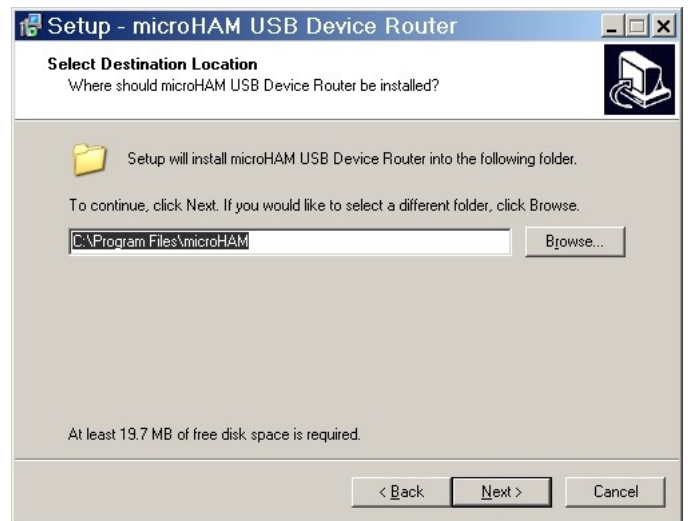 Setup - microHAM USB Device Router
Select Destination Location
Where should microHAM USB Device Router be installed?
Setup will install microHAM USB Device Router into the following folder.
To continue, click Next. If you would like to select a different folder, click Browse.
C:\Program Files\microHAM
Browse...
At least 19.7 MB of free disk space is required.
< Back
Next >
Cancel